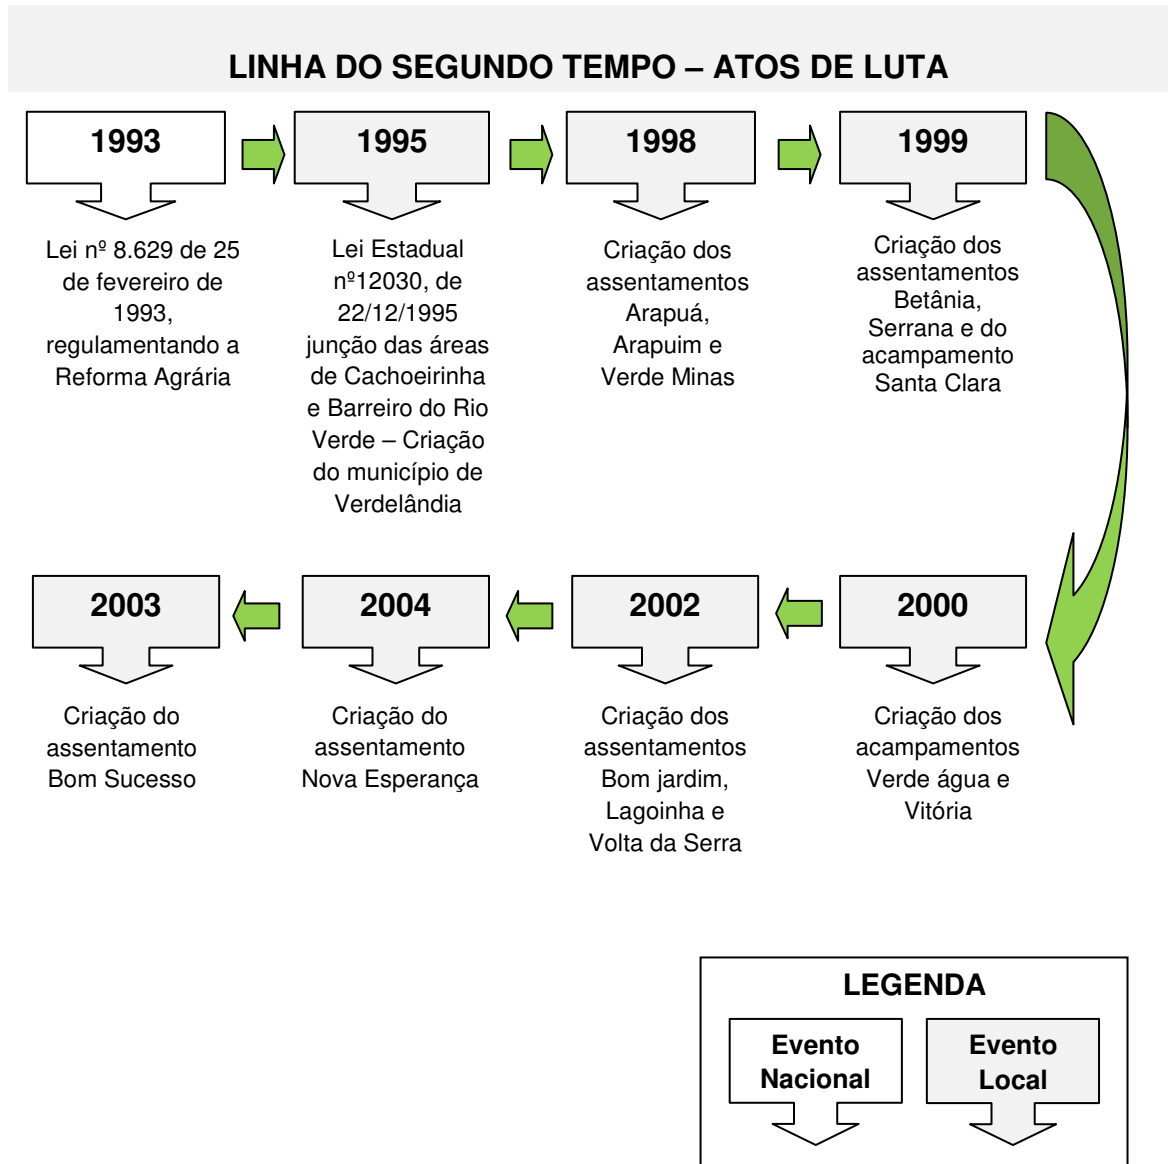 LINHA DO SEGUNDO TEMPO – ATOS DE LUTA
1993
Lei nº 8.629 de 25
de fevereiro de
1993,
regulamentando a
Reforma Agrária
1995
Lei Estadual
nº12030, de
22/12/1995
junção das áreas
de Cachoeirinha
e Barreiro do Rio
Verde – Criação
do município de
Verdelândia
1998
Criação dos
assentamentos
Arapuá,
Arapuim e
Verde Minas
1999
Criação dos
assentamentos
Betânia,
Serrana e do
acampamento
Santa Clara
2000
Criação dos
acampamentos
Verde água e
Vitória
2002
Criação dos
assentamentos
Bom jardim,
Lagoinha e
Volta da Serra
2004
Criação do
assentamento
Nova Esperança
2003
Criação do
assentamento
Bom Sucesso
LEGENDA
Evento
Nacional
Evento
Local